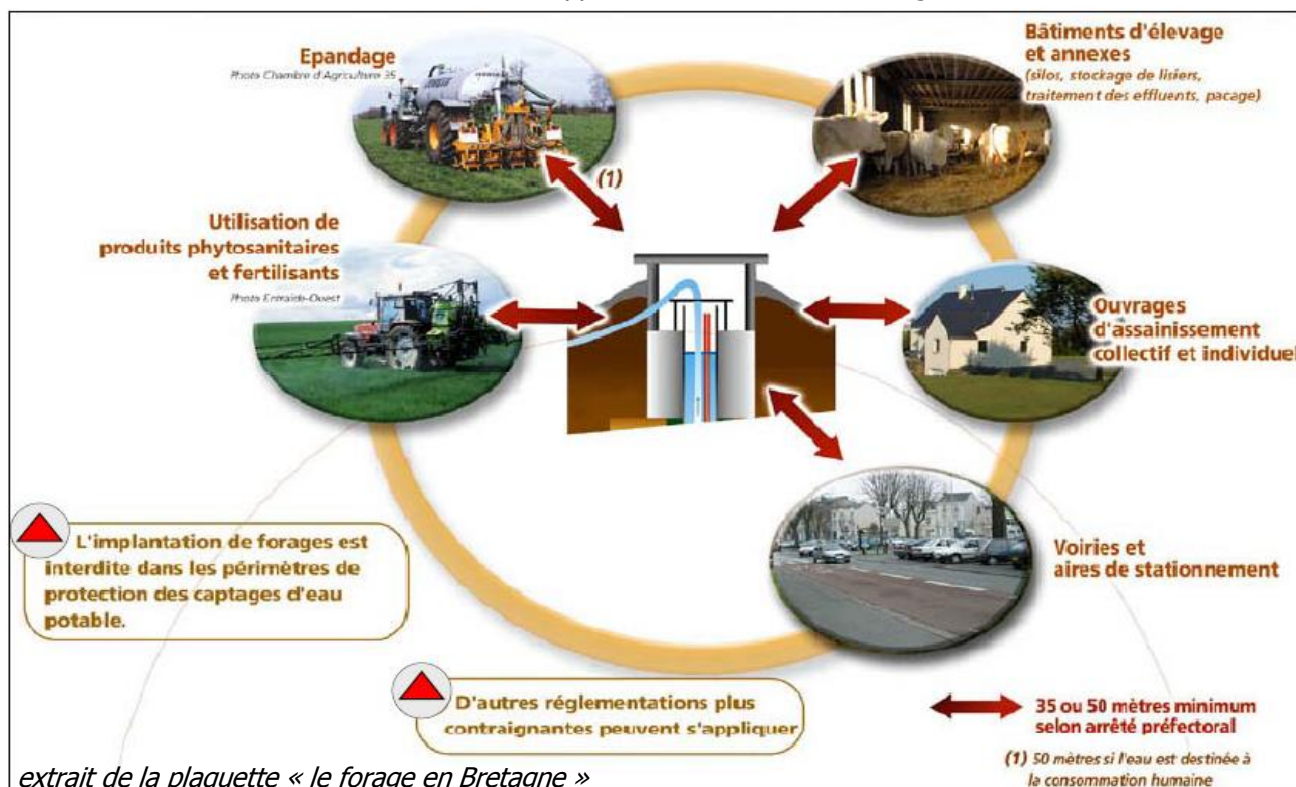 Epandage
Photo Chambre d'Agriculture 35
(1)
Bâtiments d'élevage
et annexes
(silos, stockage de lisiers,
traitement des effluents, pacage)
Utilisation de
produits phytosanitaires
et fertilisants
Photo Entraide-Ouest
Ouvrages
d'assainissement
collectif et individuel
Voiries et
aires de stationnement
L'implantation de forages est
interdite dans les périmètres de
protection des captages d'eau
potable.
D'autres réglementations plus
contraignantes peuvent s'appliquer
35 ou 50 mètres minimum
selon arrêté préfectoral
(1) 50 mètres si l'eau est destinée à
la consommation humaine
extrait de la plaquette « le forage en Bretagne »